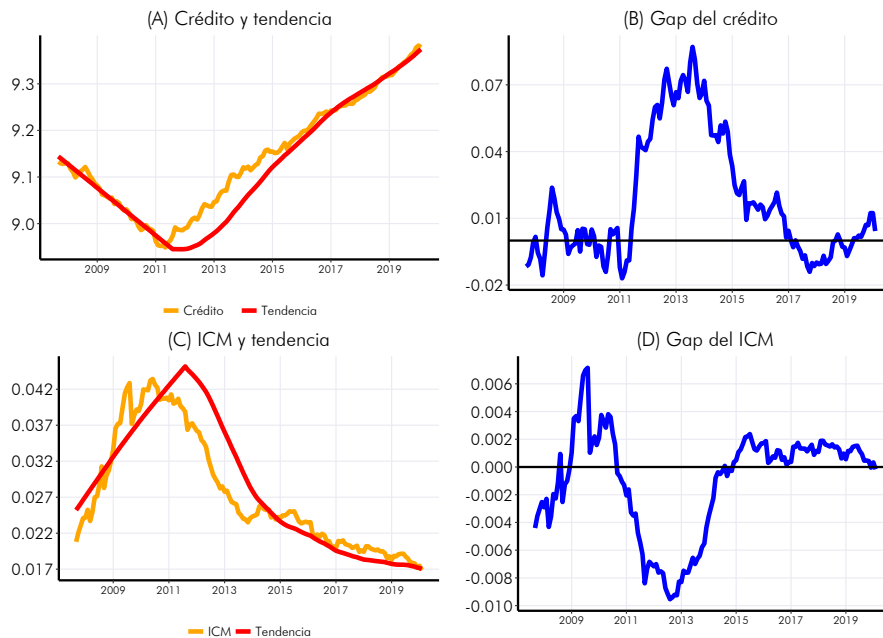 (A) Crédito y tendencia
9.3
9.2
9.1
9.0
2009 2011 2013 2015 2017 2019
Crédito Tendencia
(B) Gap del crédito
0.07
0.04
0.01
-0.02
2009 2011 2013 2015 2017 2019
(C) ICM y tendencia
0.042
0.037
0.032
0.027
0.022
0.017
2009 2011 2013 2015 2017 2019
ICM Tendencia
(D) Gap del ICM
0.006
0.004
0.002
0.000
-0.002
-0.004
-0.006
-0.008
-0.010
2009 2011 2013 2015 2017 2019